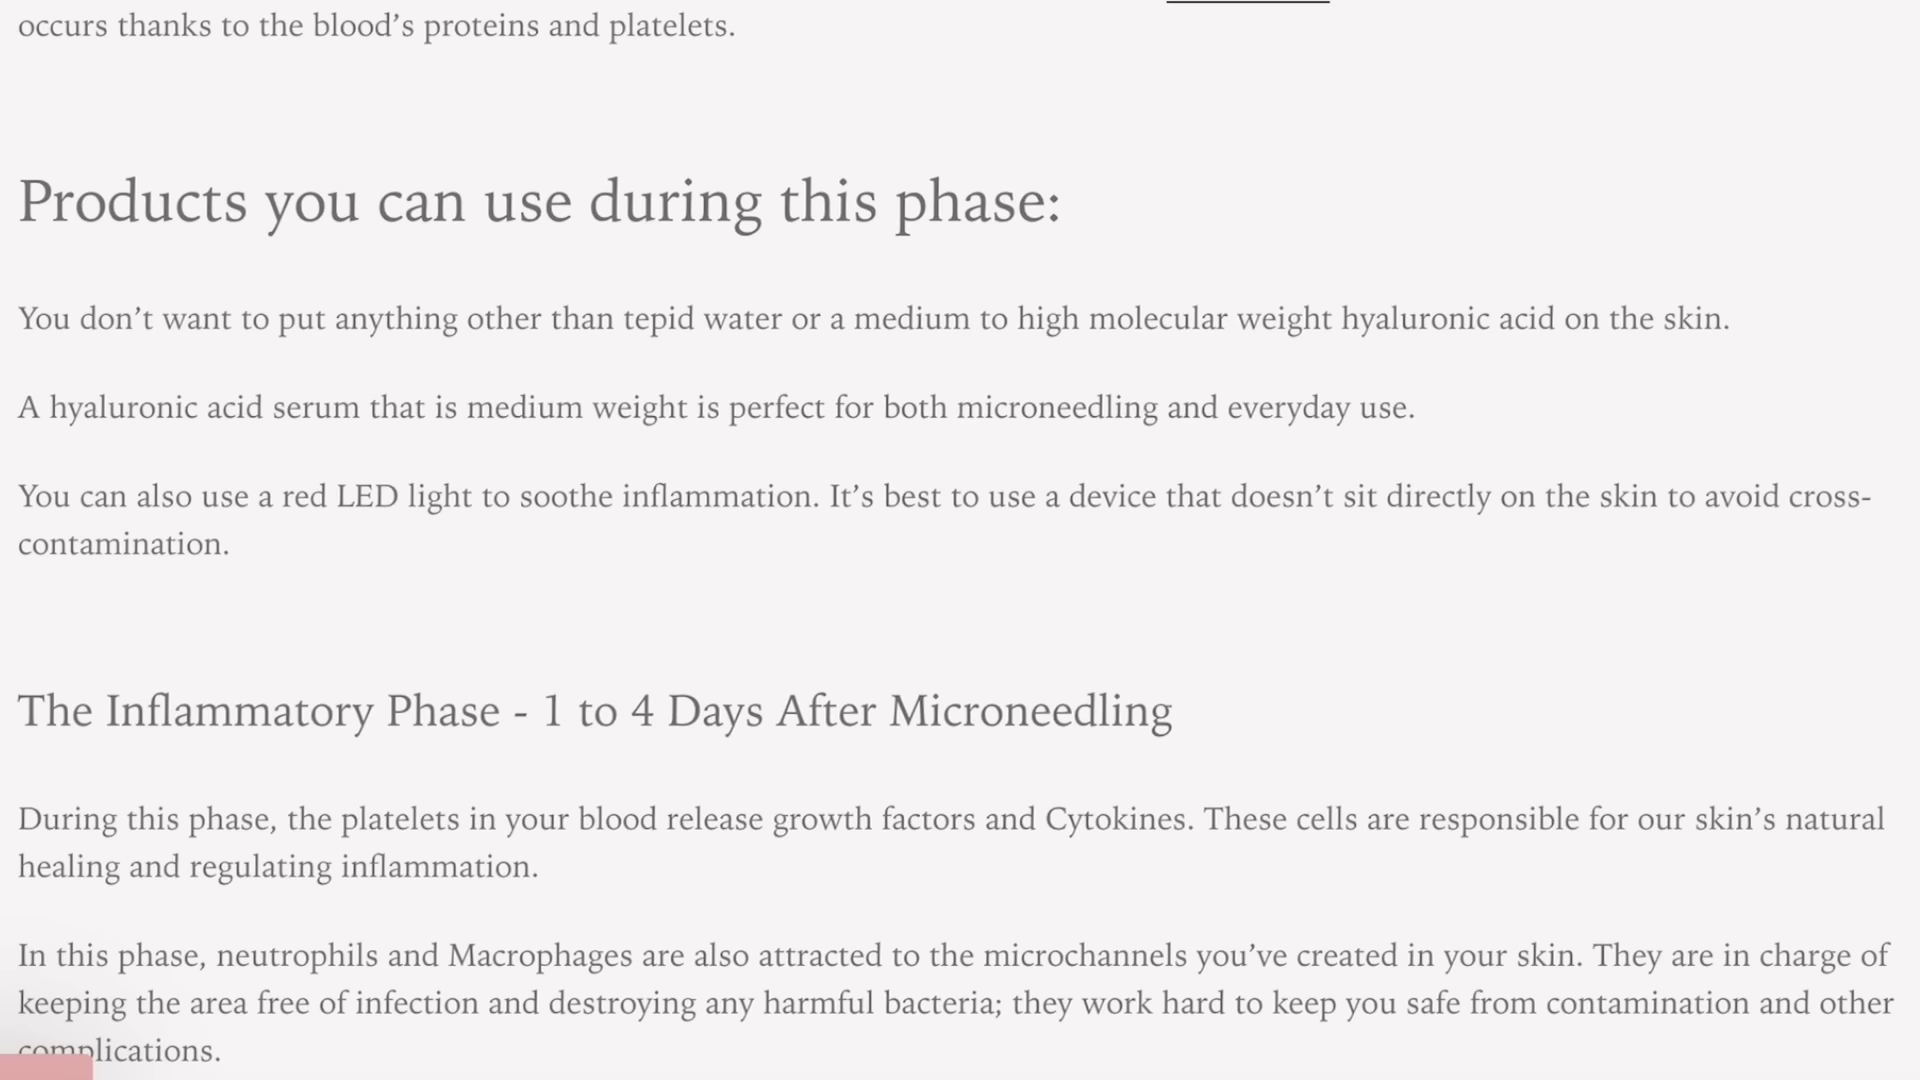 occurs thanks to the blood’s proteins and platelets.
Products you can use during this phase:
You don’t want to put anything other than tepid water or a medium to high molecular weight hyaluronic acid on the skin.
A hyaluronic acid serum that is medium weight is perfect for both microneedling and everyday use.
You can also use a red LED light to soothe inflammation. It’s best to use a device that doesn’t sit directly on the skin to avoid cross-
contamination.
The Inflammatory Phase - 1 to 4 Days After Microneedling
During this phase, the platelets in your blood release growth factors and Cytokines. These cells are responsible for our skin’s natural
healing and regulating inflammation.
In this phase, neutrophils and Macrophages are also attracted to the microchannels you’ve created in your skin. They are in charge of
keeping the area free of infection and destroying any harmful bacteria; they work hard to keep you safe from contamination and other
complications.